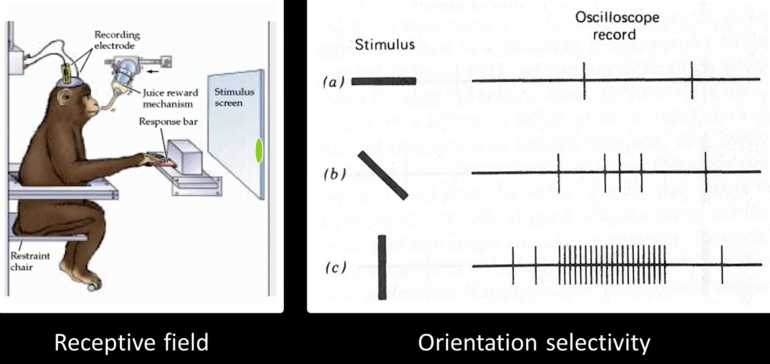 Recording
electrode
Juice reward
mechanism
Response bar
Stimulus
screen
Restraint
chair
Receptive field
Stimulus
Oscilloscope
record
(a)
(b)
(c)
Orientation selectivity